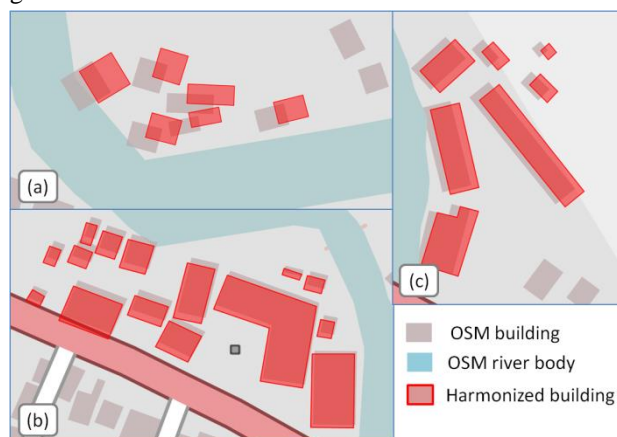 (a)
(b)
(c)
OSM building
OSM river body
Harmonized building